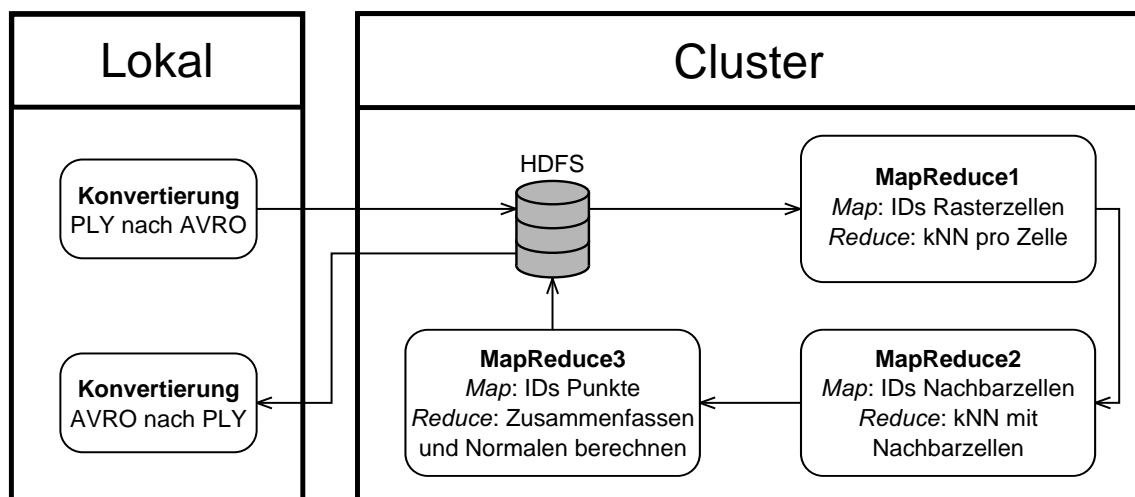 Lokal
Cluster
Konvertierung
PLY nach AVRO
HDFS
MapReduce1
Map: IDs Rasterzellen
Reduce: kNN pro Zelle
Konvertierung
AVRO nach PLY
MapReduce3
Map: IDs Punkte
Reduce: Zusammenfassen
und Normalen berechnen
MapReduce2
Map: IDs Nachbarzellen
Reduce: kNN mit
Nachbarzellen